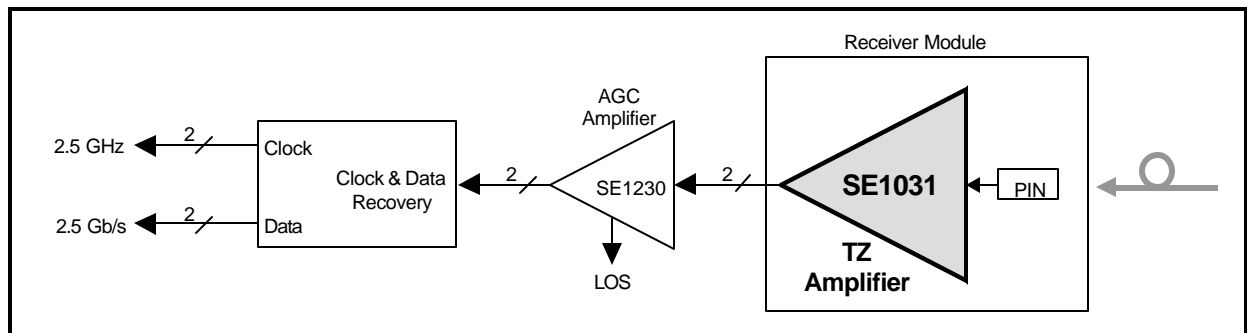 Receiver Module
AGC
Amplifier
2.5 GHz
2
Clock
Clock & Data
Recovery
2
SE1230
2
SE1031
PIN
2.5 Gb/s
2
Data
LOS
TZ
Amplifier